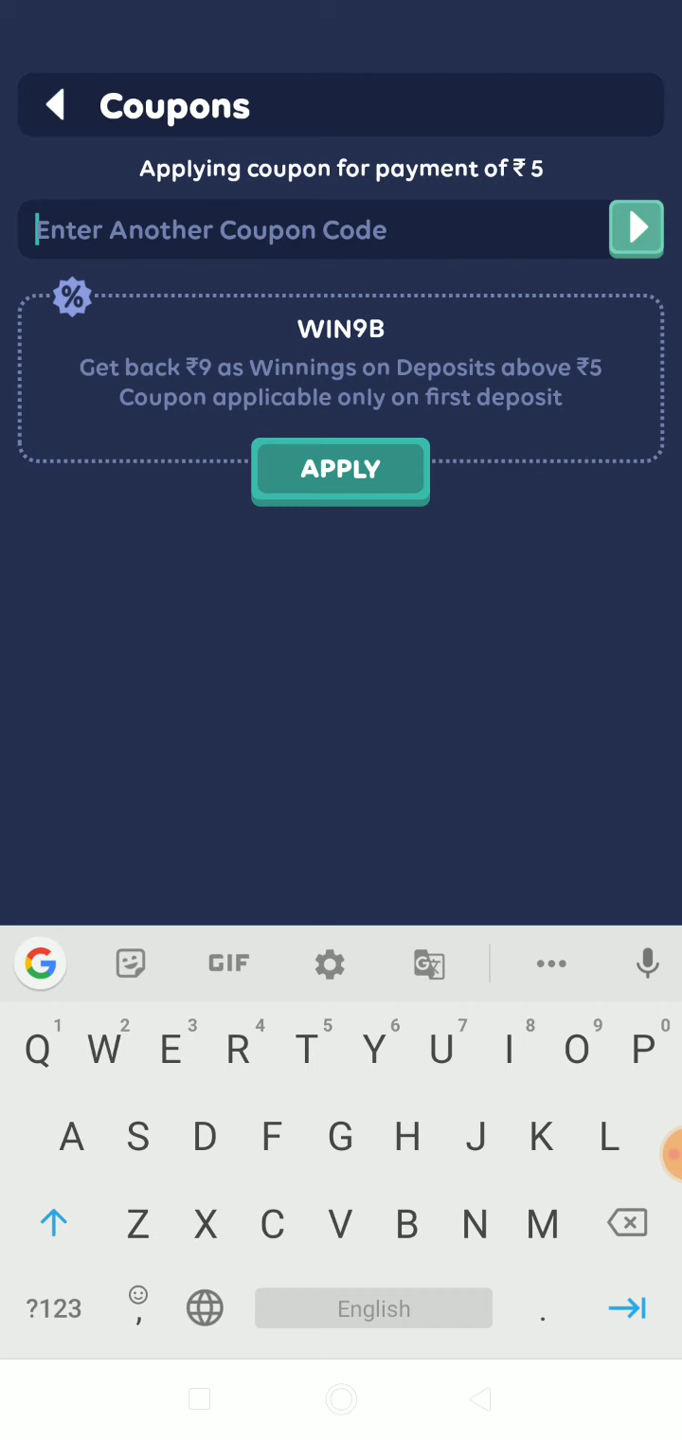 Coupons
Applying coupon for payment of ₹ 5
Enter Another Coupon Code
%
WIN9B
Get back ₹9 as Winnings on Deposits above ₹5
Coupon applicable only on first deposit
APPLY
G GIF G文 •••
1 2 3 4 5 6 7 8 9 0
Q W E R T Y U I O P
A S D F G H J K L
Z X C V B N M
?123 , English .